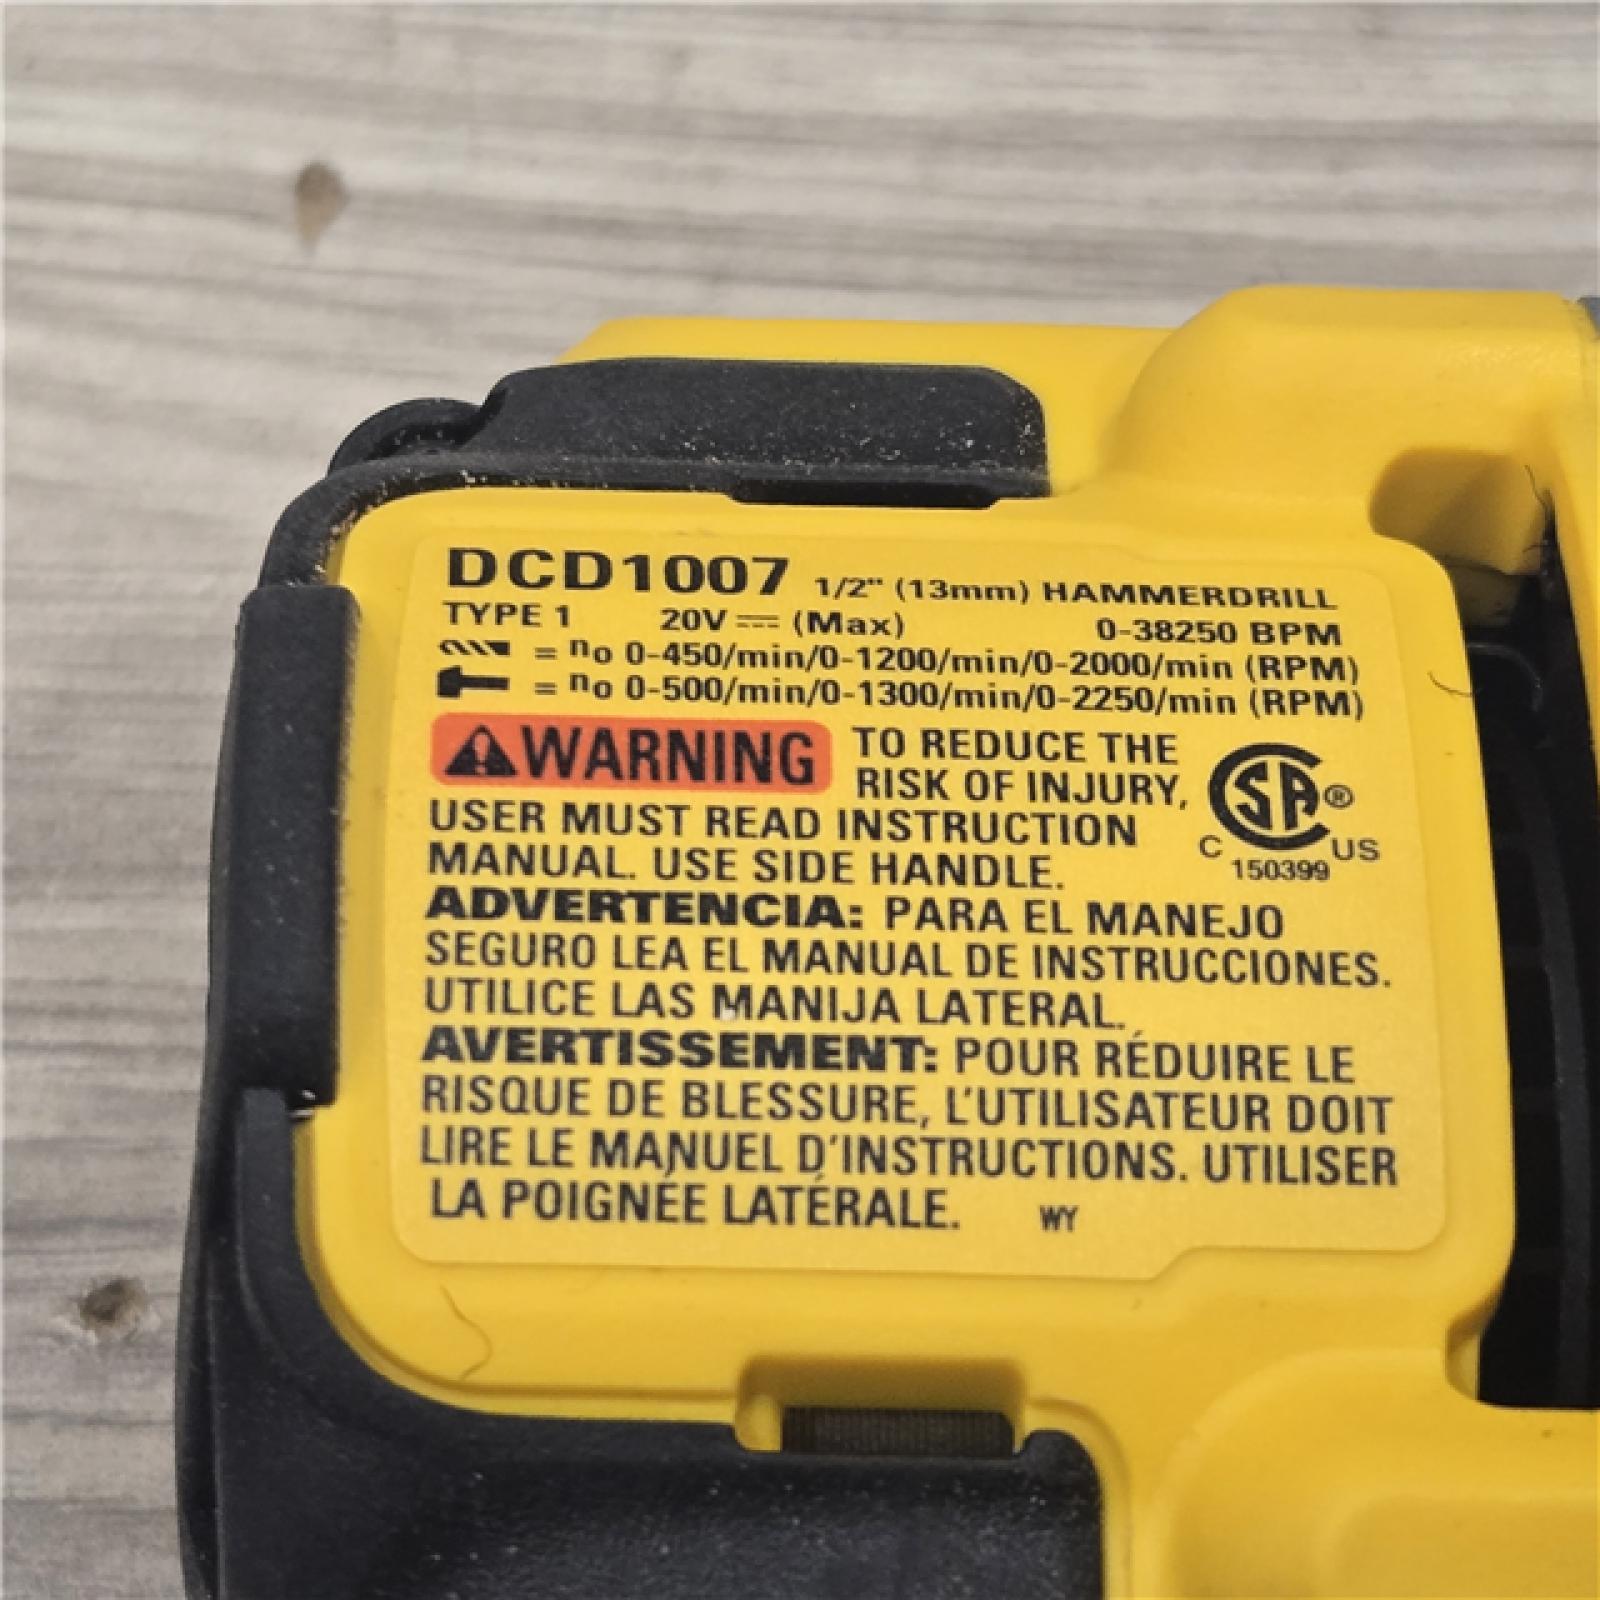 DCD1007 1/2" (13mm) HAMMERDRILL
TYPE 1 20V ⎓ (Max) 0-38250 BPM
= no 0-450/min/0-1200/min/0-2000/min (RPM)
= no 0-500/min/0-1300/min/0-2250/min (RPM)
WARNING TO REDUCE THE
RISK OF INJURY,
USER MUST READ INSTRUCTION
MANUAL. USE SIDE HANDLE.
CSA®
C US
150399
ADVERTENCIA: PARA EL MANEJO
SEGURO LEA EL MANUAL DE INSTRUCCIONES.
UTILICE LAS MANIJA LATERAL.
AVERTISSEMENT: POUR RÉDUIRE LE
RISQUE DE BLESSURE, L'UTILISATEUR DOIT
LIRE LE MANUEL D'INSTRUCTIONS. UTILISER
LA POIGNÉE LATÉRALE. WY